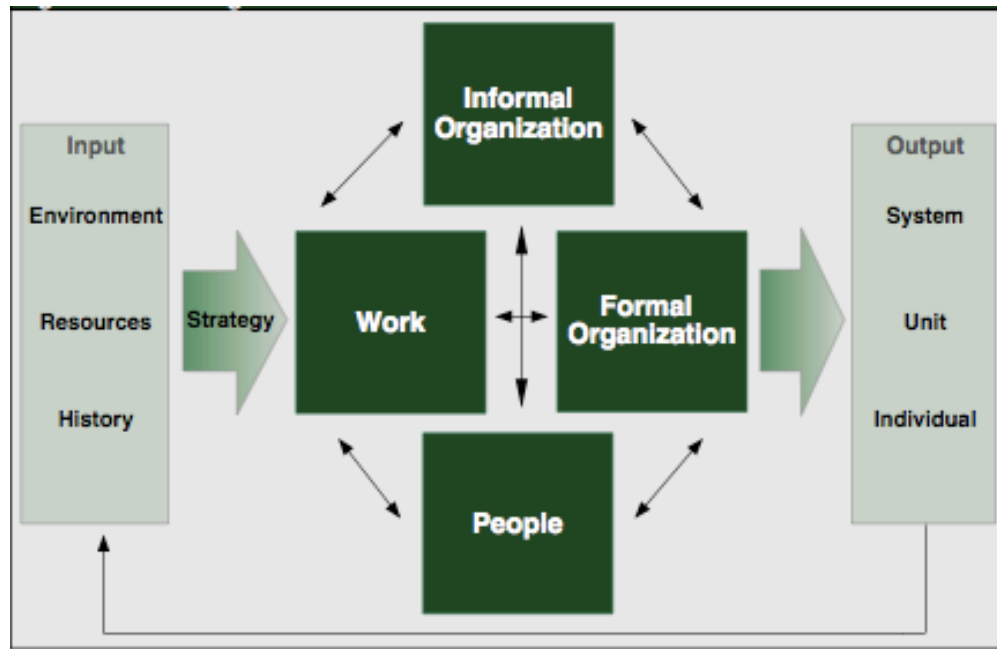 Informal
Organization
Input
Environment
Resources
History
Strategy
Work
Formal
Organization
People
Output
System
Unit
Individual